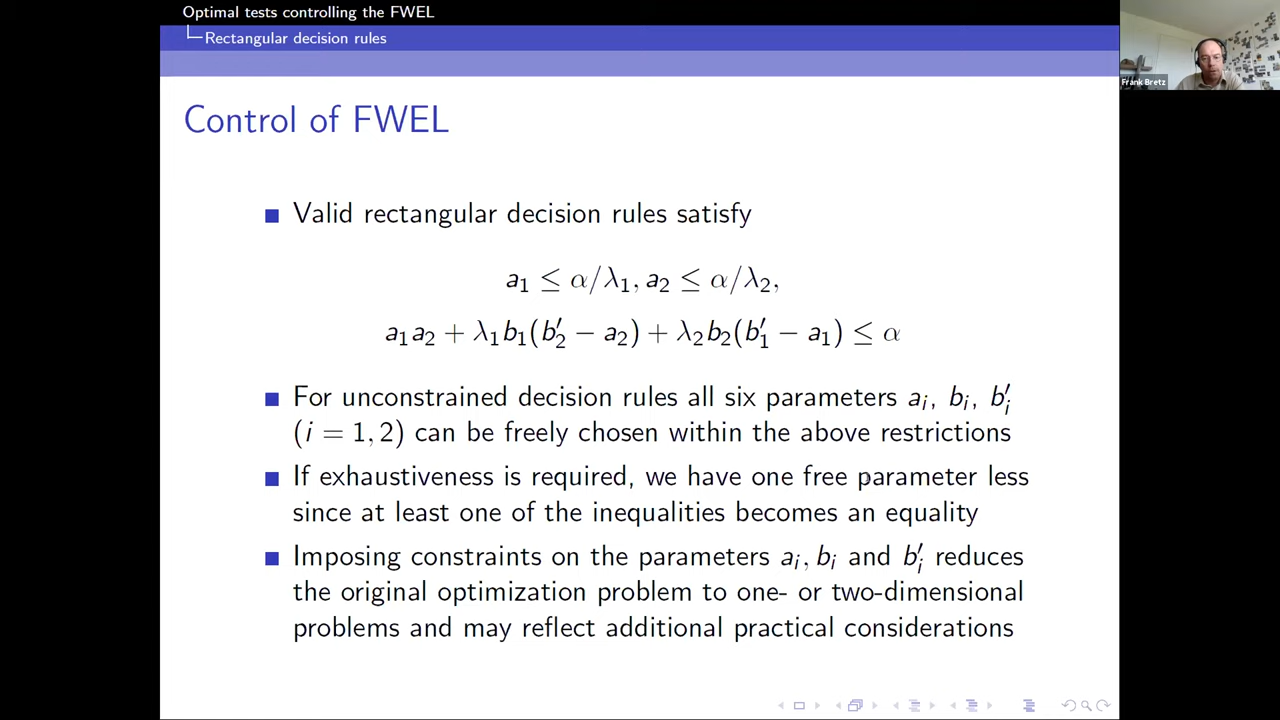 Optimal tests controlling the FWEL
Rectangular decision rules
Frank Bretz
Control of FWEL
Valid rectangular decision rules satisfy
a₁ ≤ α/λ₁, a₂ ≤ α/λ₂,
a₁a₂ + λ₁b₁(b′₂ − a₂) + λ₂b₂(b′₁ − a₁) ≤ α
For unconstrained decision rules all six parameters aᵢ, bᵢ, b′ᵢ
(i = 1, 2) can be freely chosen within the above restrictions
If exhaustiveness is required, we have one free parameter less
since at least one of the inequalities becomes an equality
Imposing constraints on the parameters aᵢ, bᵢ and b′ᵢ reduces
the original optimization problem to one- or two-dimensional
problems and may reflect additional practical considerations